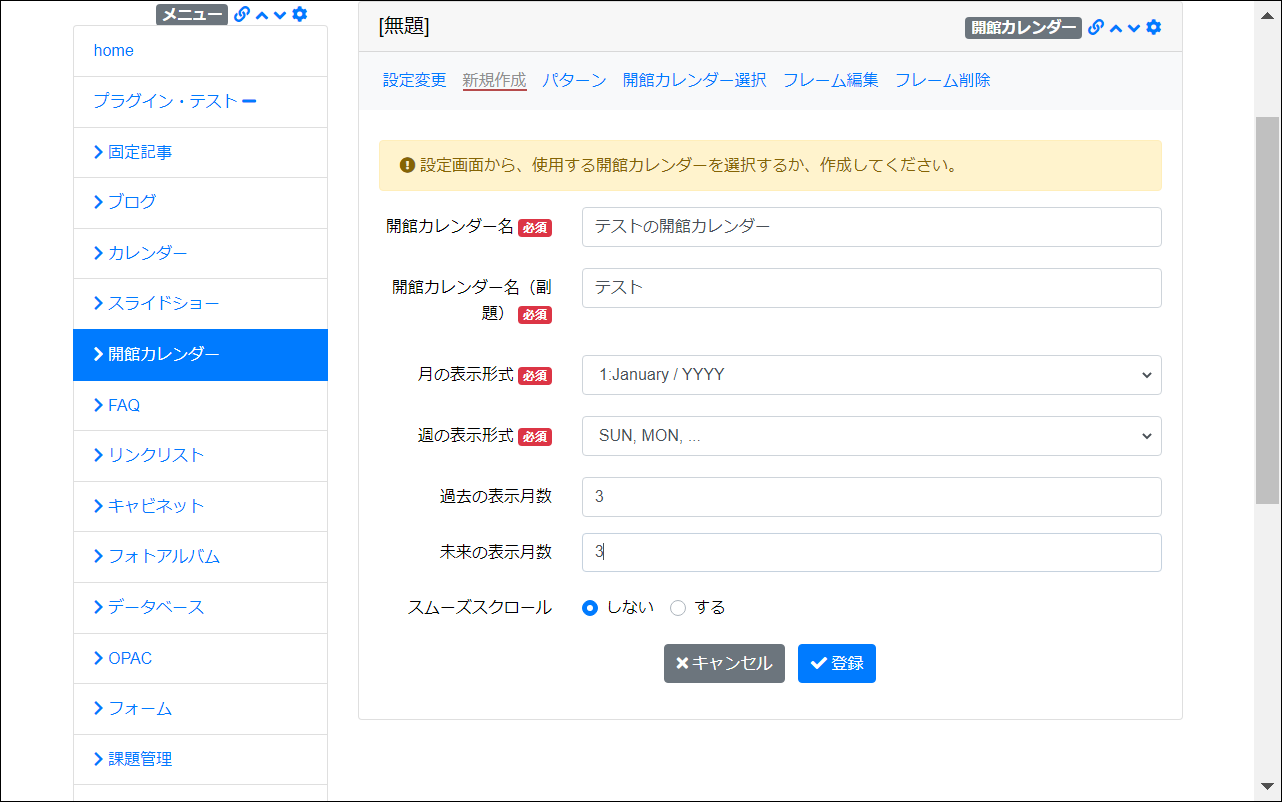 メニュー
home
プラグイン・テスト
固定記事
ブログ
カレンダー
スライドショー
開館カレンダー
FAQ
リンクリスト
キャビネット
フォトアルバム
データベース
OPAC
フォーム
課題管理
[無題]
開館カレンダー
設定変更 新規作成 パターン 開館カレンダー選択 フレーム編集 フレーム削除
設定画面から、使用する開館カレンダーを選択するか、作成してください。
開館カレンダー名 必須 テストの開館カレンダー
開館カレンダー名（副 テスト
題） 必須
月の表示形式 必須 1:January / YYYY
週の表示形式 必須 SUN, MON, ...
過去の表示月数 3
未来の表示月数 3
スムーズスクロール しない する
キャンセル 登録